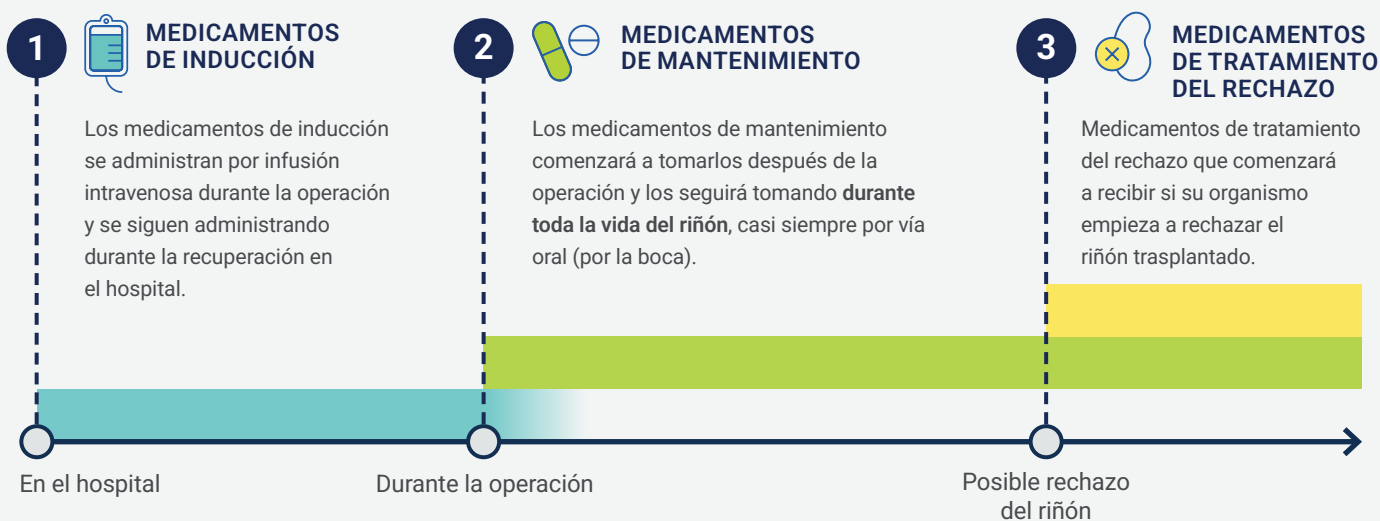 1
MEDICAMENTOS
DE INDUCCIÓN
Los medicamentos de inducción
se administran por infusión
intravenosa durante la operación
y se siguen administrando
durante la recuperación en
el hospital.
2
MEDICAMENTOS
DE MANTENIMIENTO
Los medicamentos de mantenimiento
comenzará a tomarlos después de la
operación y los seguirá tomando durante
toda la vida del riñón, casi siempre por vía
oral (por la boca).
3
MEDICAMENTOS
DE TRATAMIENTO
DEL RECHAZO
Medicamentos de tratamiento
del rechazo que comenzará
a recibir si su organismo
empieza a rechazar el
riñón trasplantado.
En el hospital
Durante la operación
Posible rechazo
del riñón